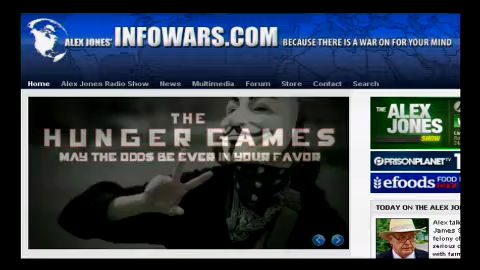 ALEX JONES' INFOWARS.COM BECAUSE THERE IS A WAR ON FOR YOUR MIND
Home Alex Jones Radio Show News Multimedia Forum Store Contact Search
THE
HUNGER GAMES
MAY THE ODDS BE EVER IN YOUR FAVOR
THE
ALEX
JONES
SHOW
PRISONPLANET TV
efoods FOOD
TODAY ON THE ALEX JO
Alex talk
James S
felony o
serious c
with farm